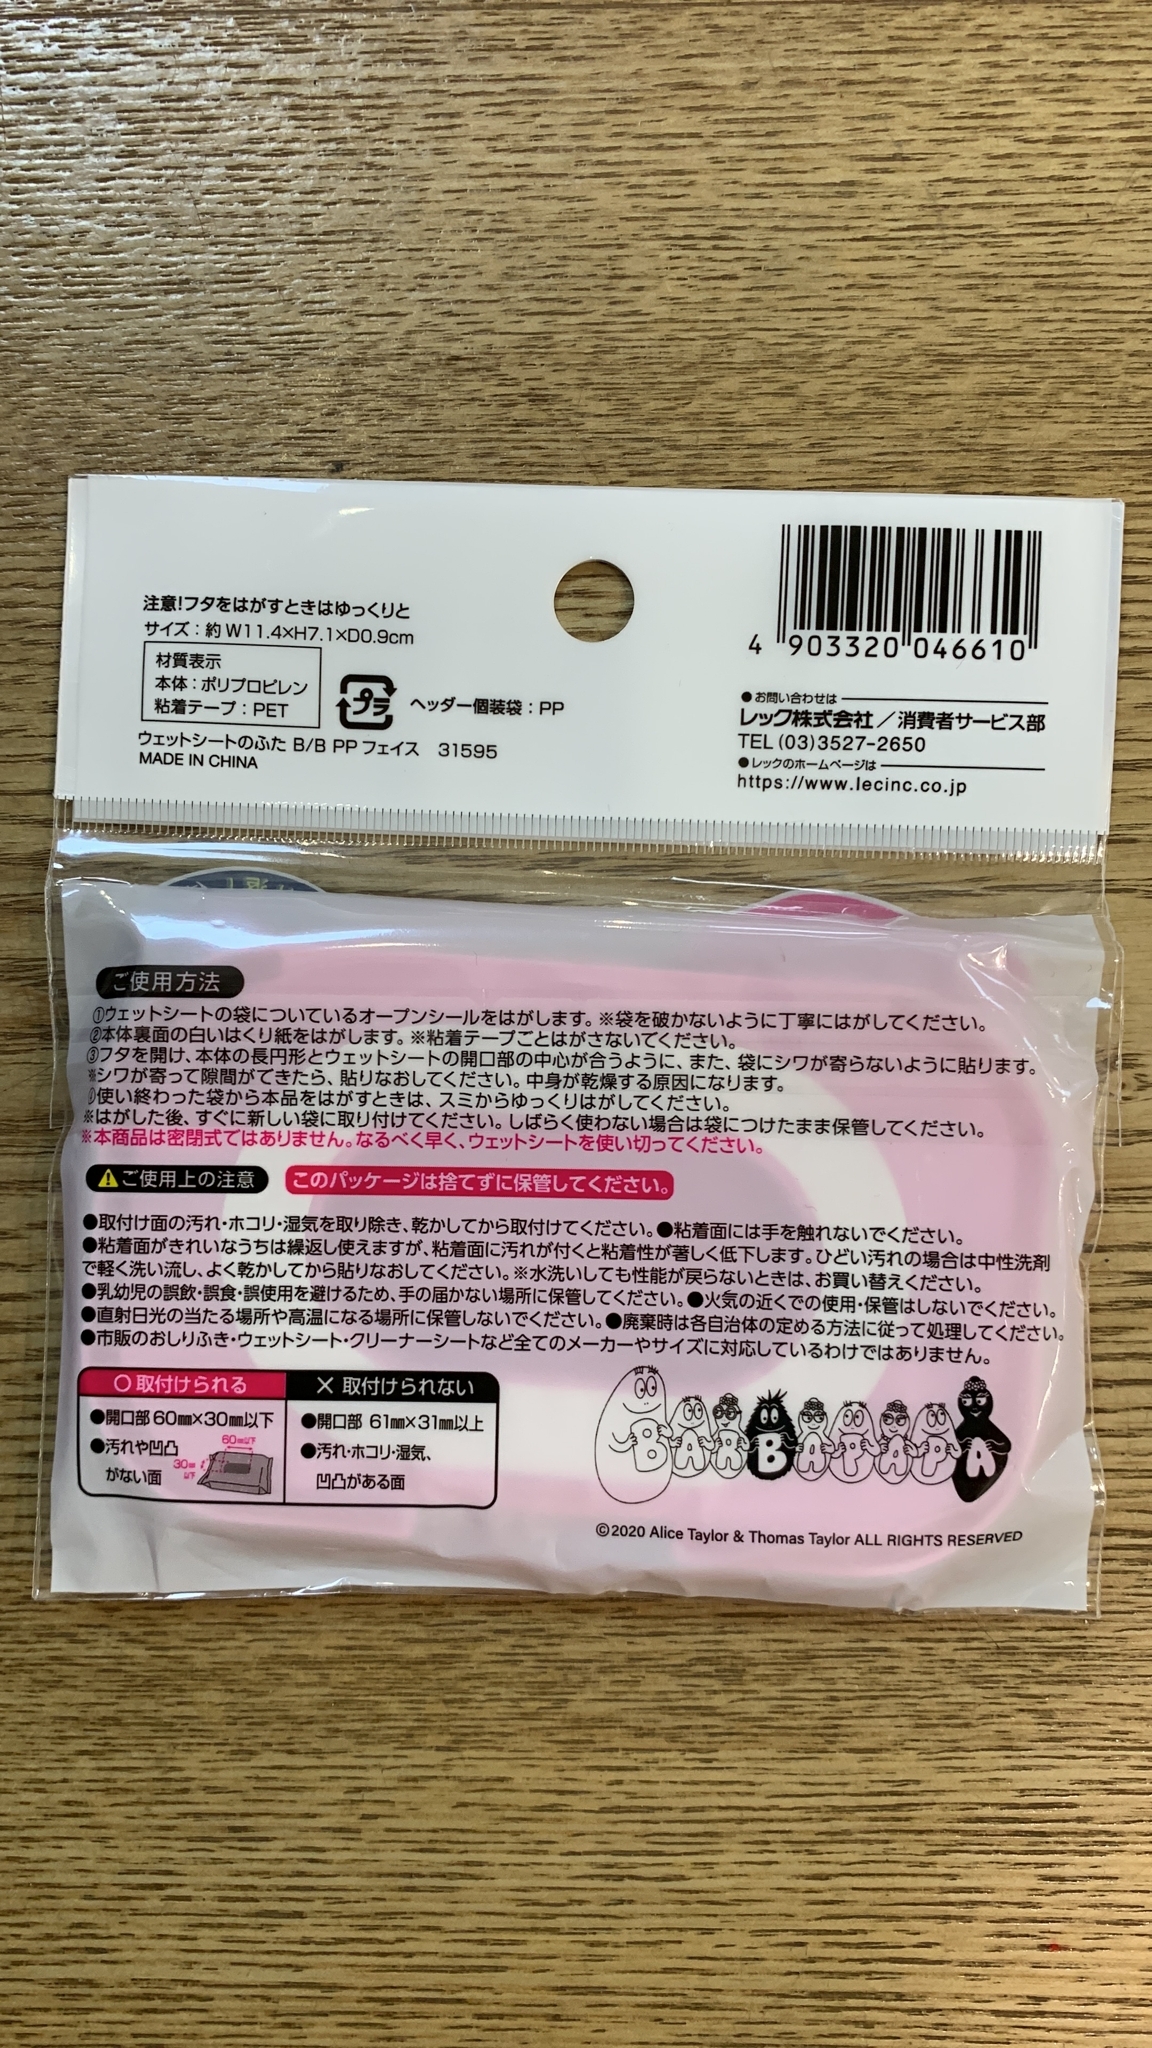 注意!フタをはがすときはゆっくりと
サイズ：約 W11.4×H7.1×D0.9cm
材質表示
本体：ポリプロピレン
粘着テープ：PET
プラ
ヘッダー個装袋：PP
ウェットシートのふた B/B PP フェイス 31595
MADE IN CHINA
4 903320 046610
●お問い合わせは
レック株式会社／消費者サービス部
TEL (03)3527-2650
●レックのホームページは
https://www.lecinc.co.jp
ご使用方法
①ウェットシートの袋についているオープンシールをはがします。※袋を破かないように丁寧にはがしてください。
②本体裏面の白いはくり紙をはがします。※粘着テープごとはがさないでください。
③フタを開け、本体の長円形とウェットシートの開口部の中心が合うように、また、袋にシワが寄らないように貼ります。
※シワが寄って隙間ができたら、貼りなおしてください。中身が乾燥する原因になります。
使い終わった袋から本品をはがすときは、スミからゆっくりはがしてください。
※はがした後、すぐに新しい袋に取り付けてください。しばらく使わない場合は袋につけたまま保管してください。
※本商品は密閉式ではありません。なるべく早く、ウェットシートを使い切ってください。
ご使用上の注意
このパッケージは捨てずに保管してください。
●取付け面の汚れ・ホコリ・湿気を取り除き、乾かしてから取付けてください。●粘着面には手を触れないでください。
●粘着面がきれいなうちは繰返し使えますが、粘着面に汚れが付くと粘着性が著しく低下します。ひどい汚れの場合は中性洗剤
で軽く洗い流し、よく乾かしてから貼りなおしてください。※水洗いしても性能が戻らないときは、お買い替えください。
●乳幼児の誤飲・誤食・誤使用を避けるため、手の届かない場所に保管してください。●火気の近くでの使用・保管はしないでください。
●直射日光の当たる場所や高温になる場所に保管しないでください。●廃棄時は各自治体の定める方法に従って処理してください。
●市販のおしりふき・ウェットシート・クリーナーシートなど全てのメーカーやサイズに対応しているわけではありません。
○ 取付けられる
●開口部 60㎜×30㎜以下
●汚れや凹凸
がない面
60㎜以下
30㎜
以下
× 取付けられない
●開口部 61㎜×31㎜以上
●汚れ・ホコリ・湿気、
凹凸がある面
BARBAPAPA
©2020 Alice Taylor & Thomas Taylor ALL RIGHTS RESERVED